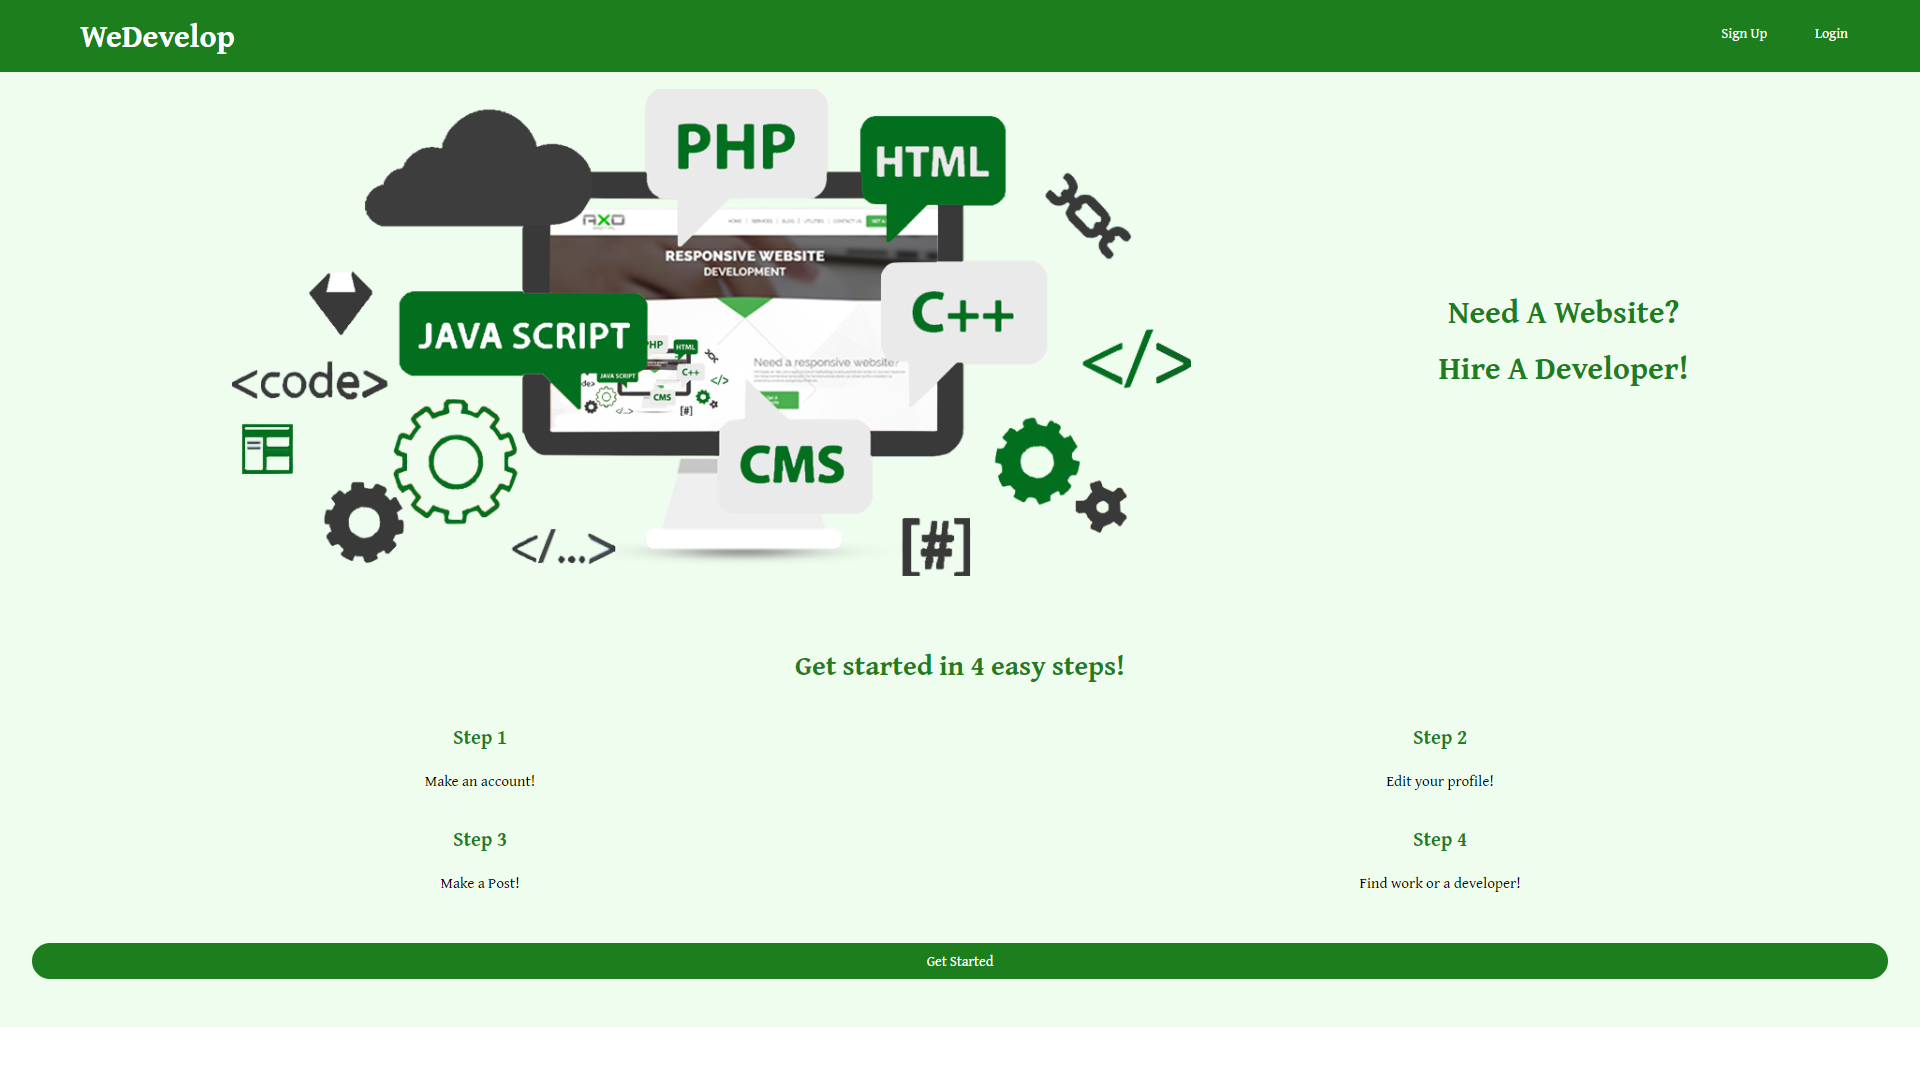 WeDevelop
Sign Up
Login
PHP
HTML
AXO
RESPONSIVE WEBSITE
DEVELOPMENT
C++
JAVA SCRIPT
Need a responsive website?
<code>
</>
CMS
</...>
[#]
Need A Website?
Hire A Developer!
Get started in 4 easy steps!
Step 1
Make an account!
Step 2
Edit your profile!
Step 3
Make a Post!
Step 4
Find work or a developer!
Get Started